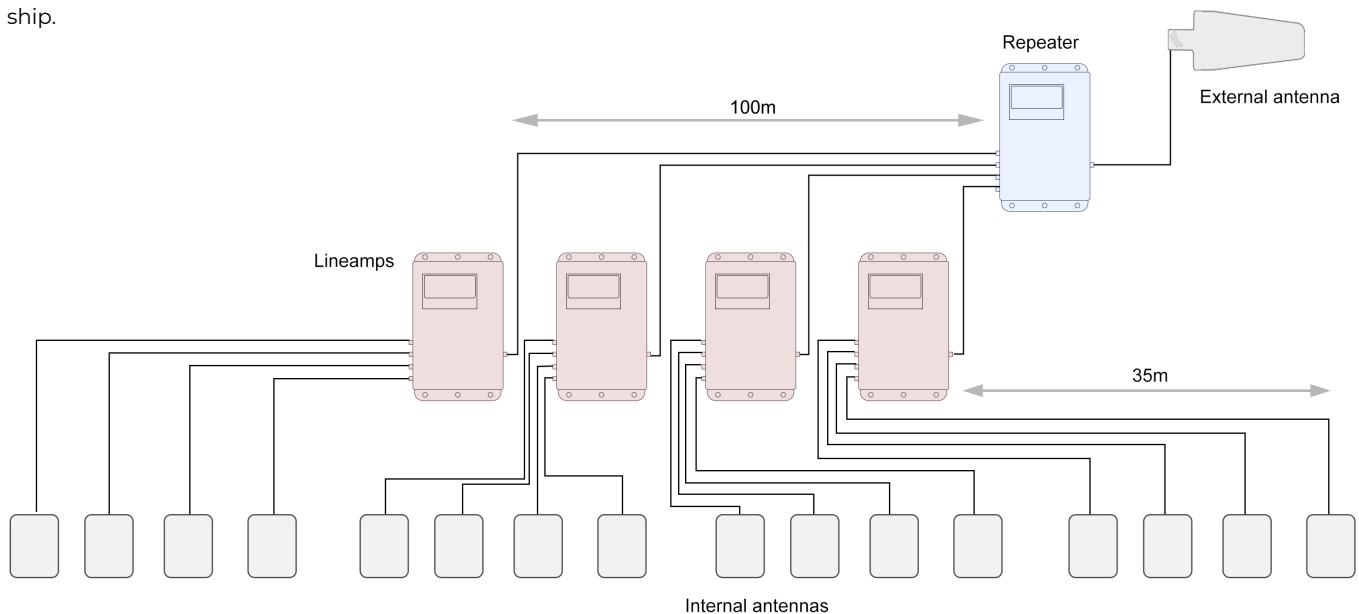 ship.
Repeater
External antenna
100m
Lineamps
35m
Internal antennas